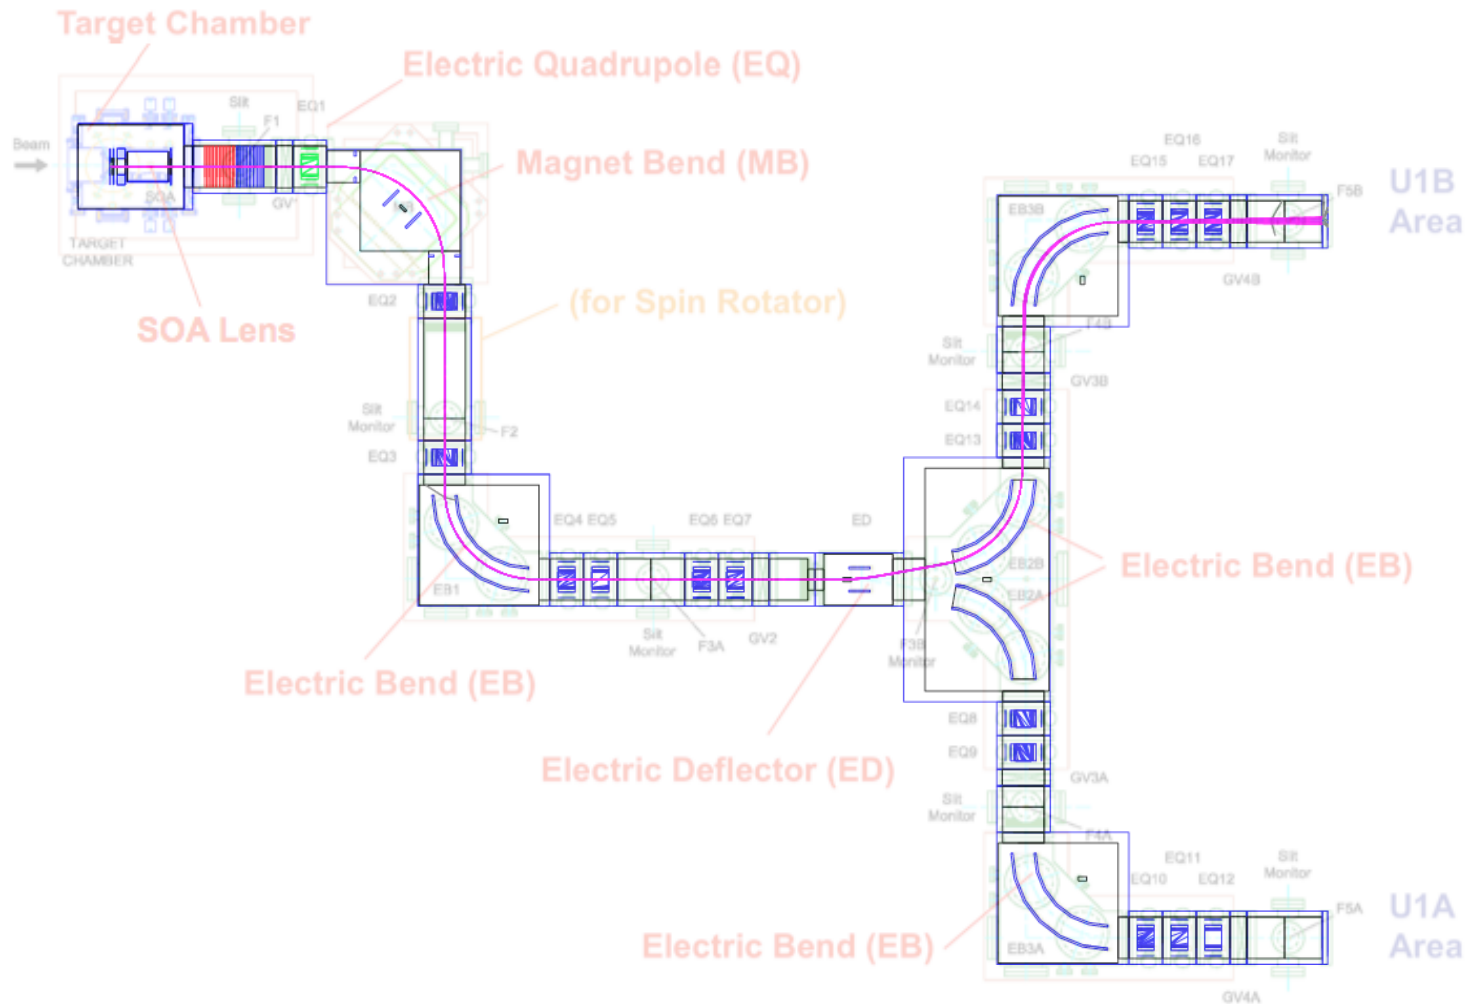 Target Chamber
Electric Quadrupole (EQ)
Beam
Slit
EQ1
F1
Magnet Bend (MB)
SOA
GV1
TARGET
CHAMBER
SOA Lens
EQ2
(for Spin Rotator)
Slit
Monitor
F2
EQ3
EB1
EQ4
EQ5
EQ6
EQ7
ED
Slit
Monitor
F3A
GV2
F3B
Monitor
Electric Bend (EB)
Electric Deflector (ED)
EQ16
EQ15
EQ17
Slit
Monitor
F5B
U1B
Area
EB3B
GV4B
Slit
Monitor
F4B
GV3B
EQ14
EQ13
EB2B
EB2A
Electric Bend (EB)
EQ8
EQ9
GV3A
Slit
Monitor
F4A
EQ11
EQ10
EQ12
Slit
Monitor
F5A
U1A
Area
EB3A
GV4A
Electric Bend (EB)